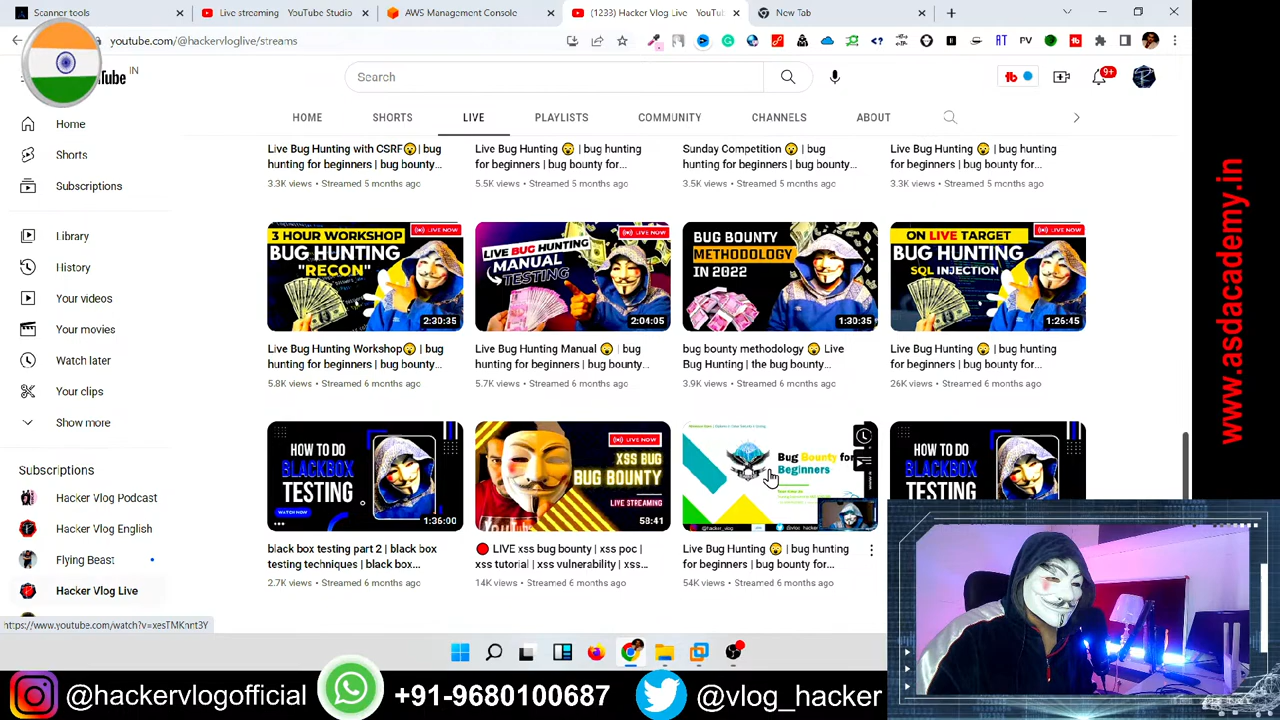 Scanner tools
Live streaming - YouTube Studio
AWS Management Console
(1233) Hacker Vlog Live - YouTu
New Tab
youtube.com/@hackervloglive/streams
IN
Search
9+
HOME
SHORTS
LIVE
PLAYLISTS
COMMUNITY
CHANNELS
ABOUT
Home
Shorts
Subscriptions
Library
History
Your videos
Your movies
Watch later
Your clips
Show more
Subscriptions
Hacker Vlog Podcast
Hacker Vlog English
Flying Beast
Hacker Vlog Live
Live Bug Hunting with CSRF😲| bug
hunting for beginners | bug bounty...
3.3K views • Streamed 5 months ago
Live Bug Hunting 😲 | bug hunting
for beginners | bug bounty for...
5.5K views • Streamed 5 months ago
Sunday Competition 😲 | bug
hunting for beginners | bug bounty...
3.5K views • Streamed 5 months ago
Live Bug Hunting 😲 | bug hunting
for beginners | bug bounty for...
3.3K views • Streamed 5 months ago
3 HOUR WORKSHOP
LIVE NOW
BUG HUNTING
"RECON"
2:30:35
LIVE NOW
LIVE BUG HUNTING
MANUAL
TESTING
2:04:05
BUG BOUNTY
METHODOLOGY
IN 2022
1:30:35
ON LIVE TARGET
LIVE NOW
BUG HUNTING
SQL INJECTION
1:26:45
Live Bug Hunting Workshop😲 | bug
hunting for beginners | bug bounty...
5.8K views • Streamed 6 months ago
Live Bug Hunting Manual 😲 | bug
hunting for beginners | bug bounty...
5.7K views • Streamed 6 months ago
bug bounty methodology 😲 Live
Bug Hunting | the bug bounty...
3.9K views • Streamed 6 months ago
Live Bug Hunting 😲 | bug hunting
for beginners | bug bounty for...
26K views • Streamed 6 months ago
HOW TO DO
BLACKBOX
TESTING
WATCH NOW
1:36:00
LIVE NOW
XSS BUG
BUG BOUNTY
LIVE STREAMING
58:41
Bug Bounty for
Beginners
HOW TO DO
BLACKBOX
TESTING
black box testing part 2 | black box
testing techniques | black box...
2.7K views • Streamed 6 months ago
🔴 LIVE xss bug bounty | xss poc |
xss tutorial | xss vulnerability | xss...
14K views • Streamed 6 months ago
Live Bug Hunting 😲 | bug hunting
for beginners | bug bounty for...
54K views • Streamed 6 months ago
www.asdacademy.in
@hackervlogofficial
@vlog_hacker